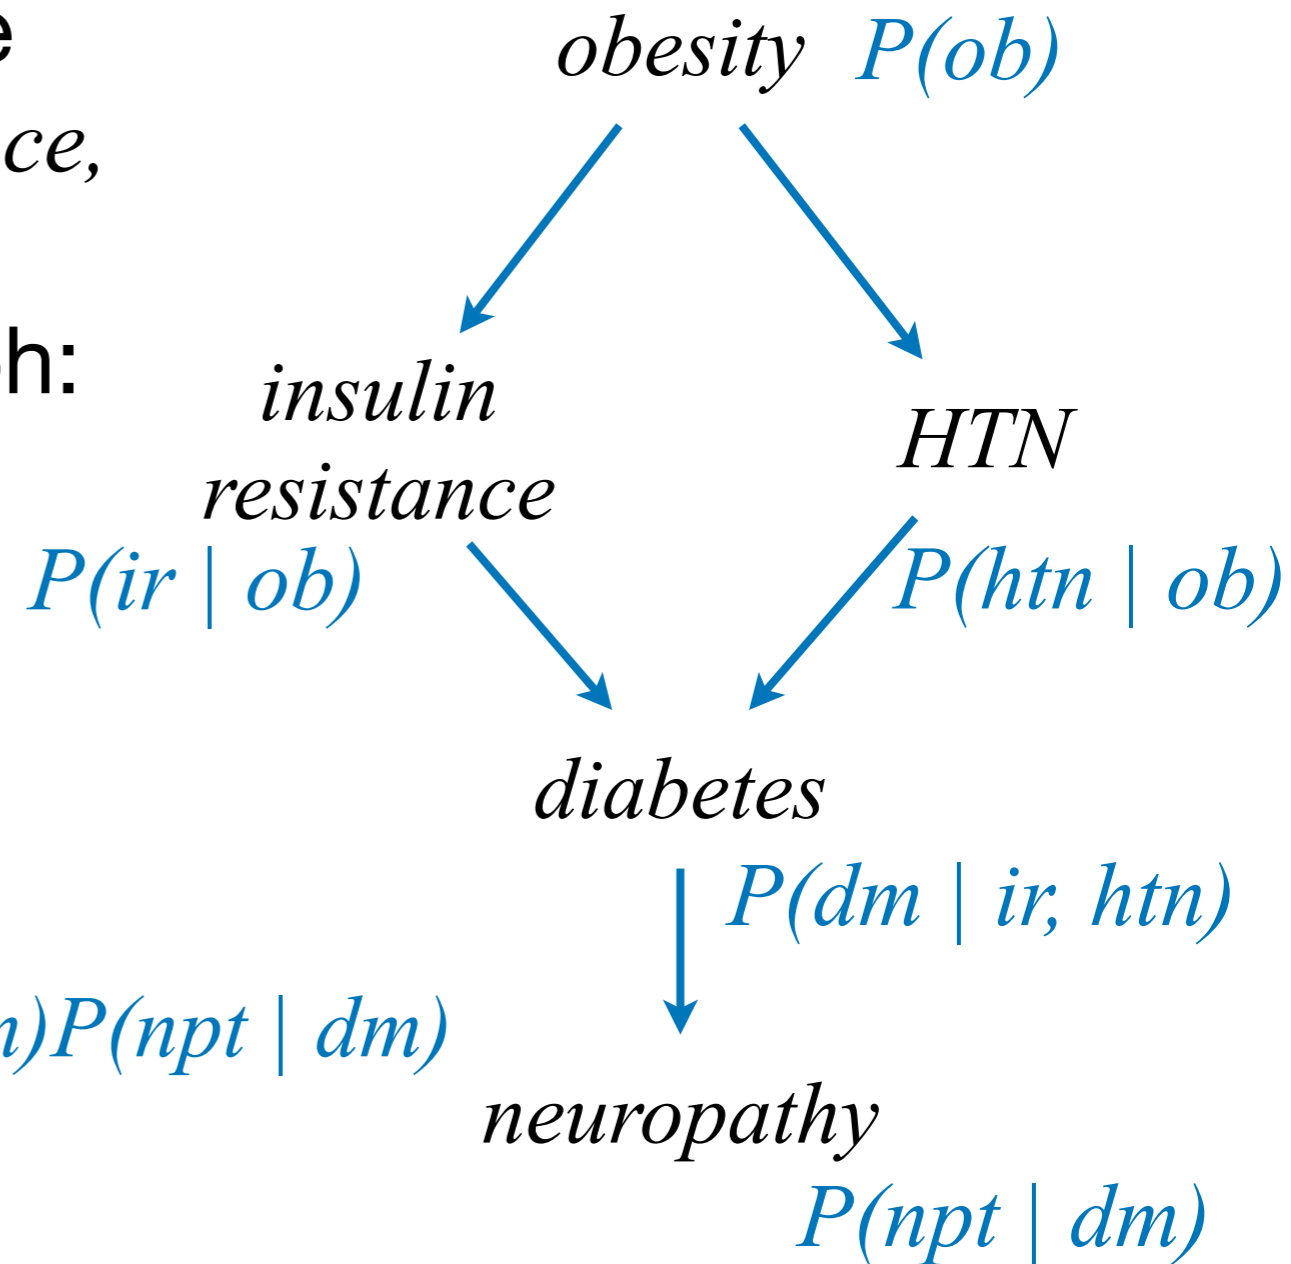 e
obesity P(ob)
ce,
h:
insulin
resistance
HTN
P(ir | ob)
P(htn | ob)
diabetes
P(dm | ir, htn)
)P(npt | dm)
neuropathy
P(npt | dm)